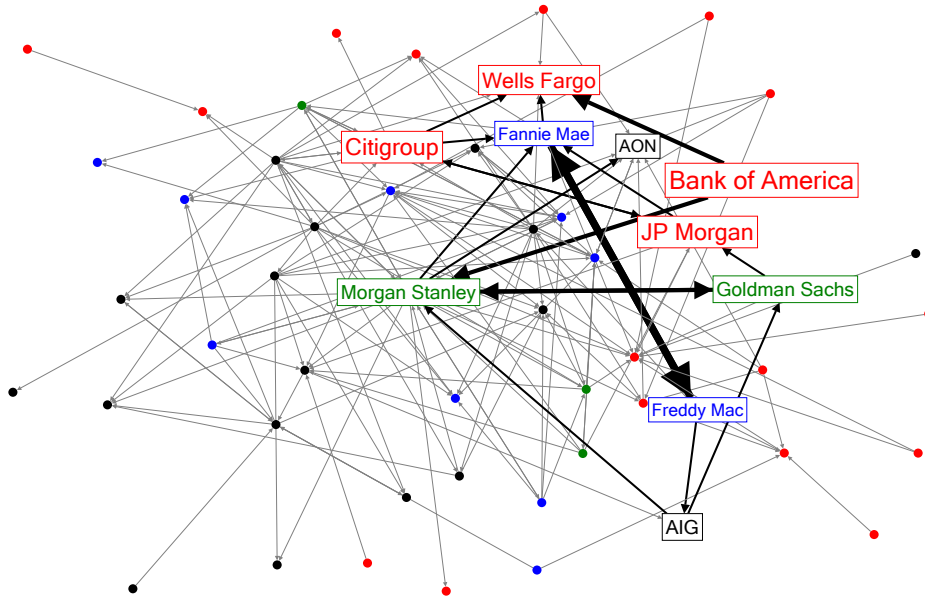 Wells Fargo
Fannie Mae
Citigroup
AON
Bank of America
JP Morgan
Morgan Stanley
Goldman Sachs
Freddy Mac
AIG